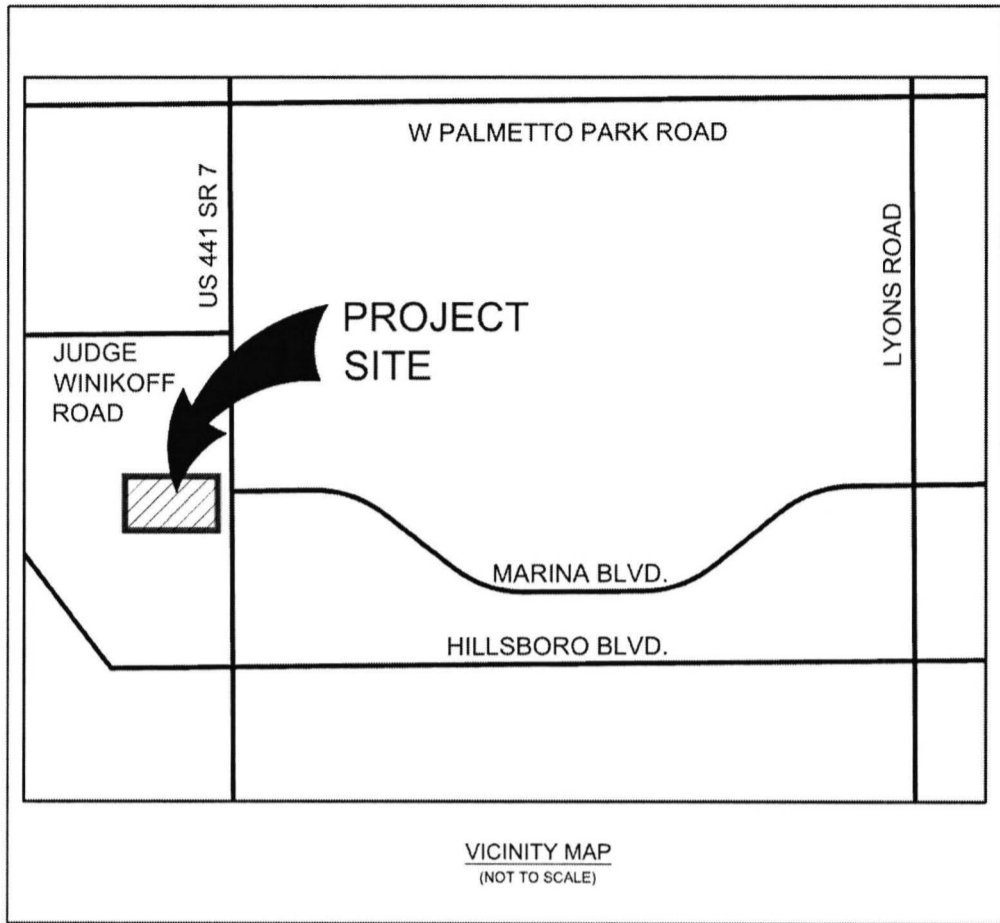 W PALMETTO PARK ROAD
US 441 SR 7
LYONS ROAD
PROJECT
SITE
JUDGE
WINIKOFF
ROAD
MARINA BLVD.
HILLSBORO BLVD.
VICINITY MAP
(NOT TO SCALE)